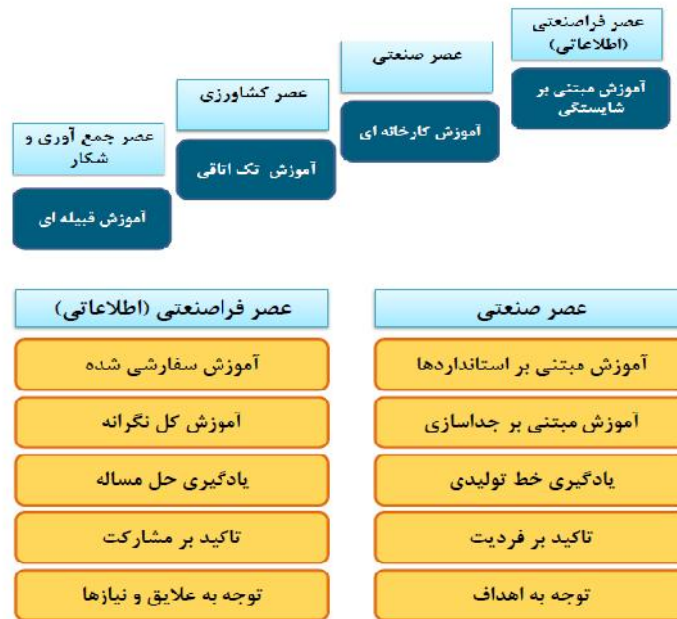 عصر فراصنعتی
(اطلاعاتی)
آموزش مبتنی بر
شایستگی
عصر صنعتی
آموزش کارخانه ای
عصر کشاورزی
آموزش تک اتاقی
عصر جمع آوری و
شکار
آموزش قبیله ای
عصر صنعتی
آموزش مبتنی بر استانداردها
آموزش مبتنی بر جداسازی
یادگیری خط تولیدی
تاکید بر فردیت
توجه به اهداف
عصر فراصنعتی (اطلاعاتی)
آموزش سفارشی شده
آموزش کل نگرانه
یادگیری حل مساله
تاکید بر مشارکت
توجه به علایق و نیازها